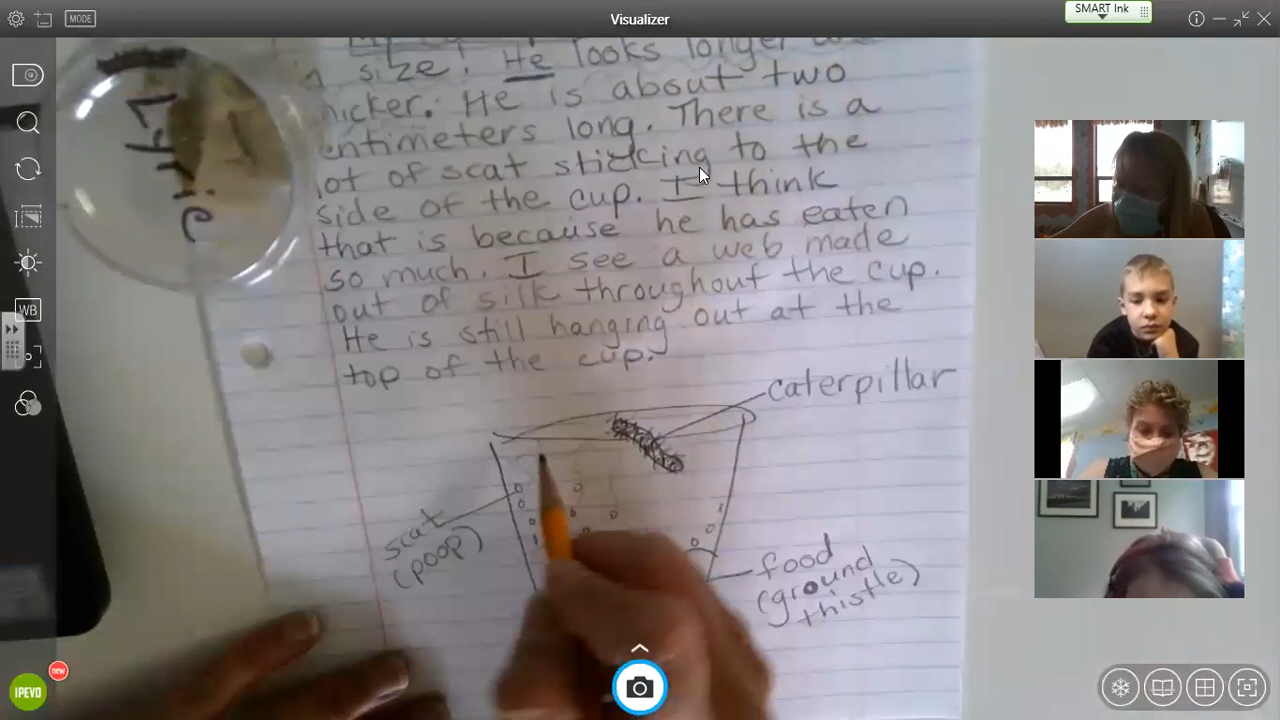 Visualizer
SMART Ink
MODE
WB
new
IPEVO
Lyric
size! He looks longer
He is about two
long. There is a
lot of scat sticking to the
side of the cup. I think
that is because he has eaten
so much. I see a web made
out of silk throughout the cup.
He is still hanging out at the
top of the cup.
caterpillar
scat
(poop)
food
(ground
thistle)